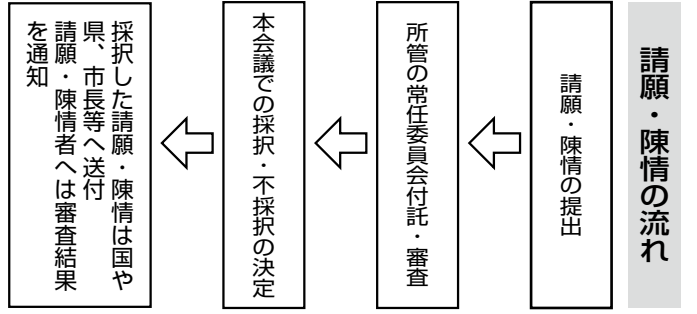 請願・陳情の流れ
請願・陳情の提出
所管の常任委員会付託・審査
本会議での採択・不採択の決定
採択した請願・陳情は国や
県、市長等へ送付
請願・陳情者へは審査結果
を通知